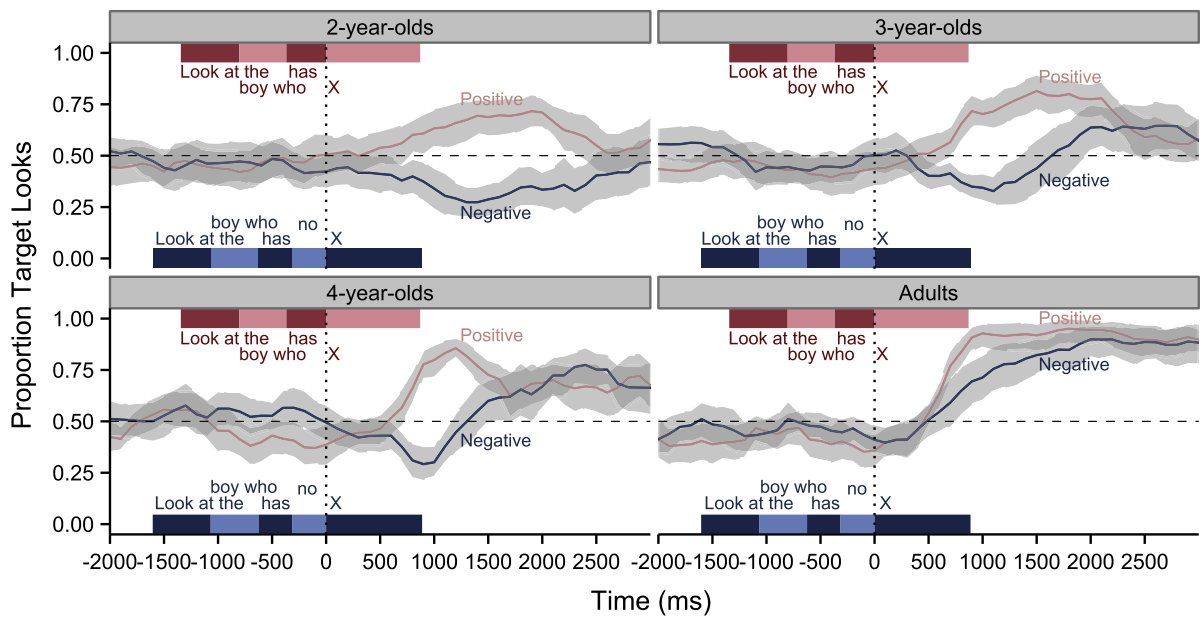 2-year-olds
3-year-olds
Proportion Target Looks
1.00
0.75
0.50
0.25
0.00
Look at the has
boy who X
Positive
Negative
boy who no
Look at the has X
Look at the has
boy who X
Positive
Negative
boy who no
Look at the has X
4-year-olds
Adults
1.00
0.75
0.50
0.25
0.00
Look at the has
boy who X
Positive
Negative
boy who no
Look at the has X
Look at the has
boy who X
Positive
Negative
boy who no
Look at the has X
-2000 -1500 -1000 -500 0 500 1000 1500 2000 2500
-2000 -1500 -1000 -500 0 500 1000 1500 2000 2500
Time (ms)